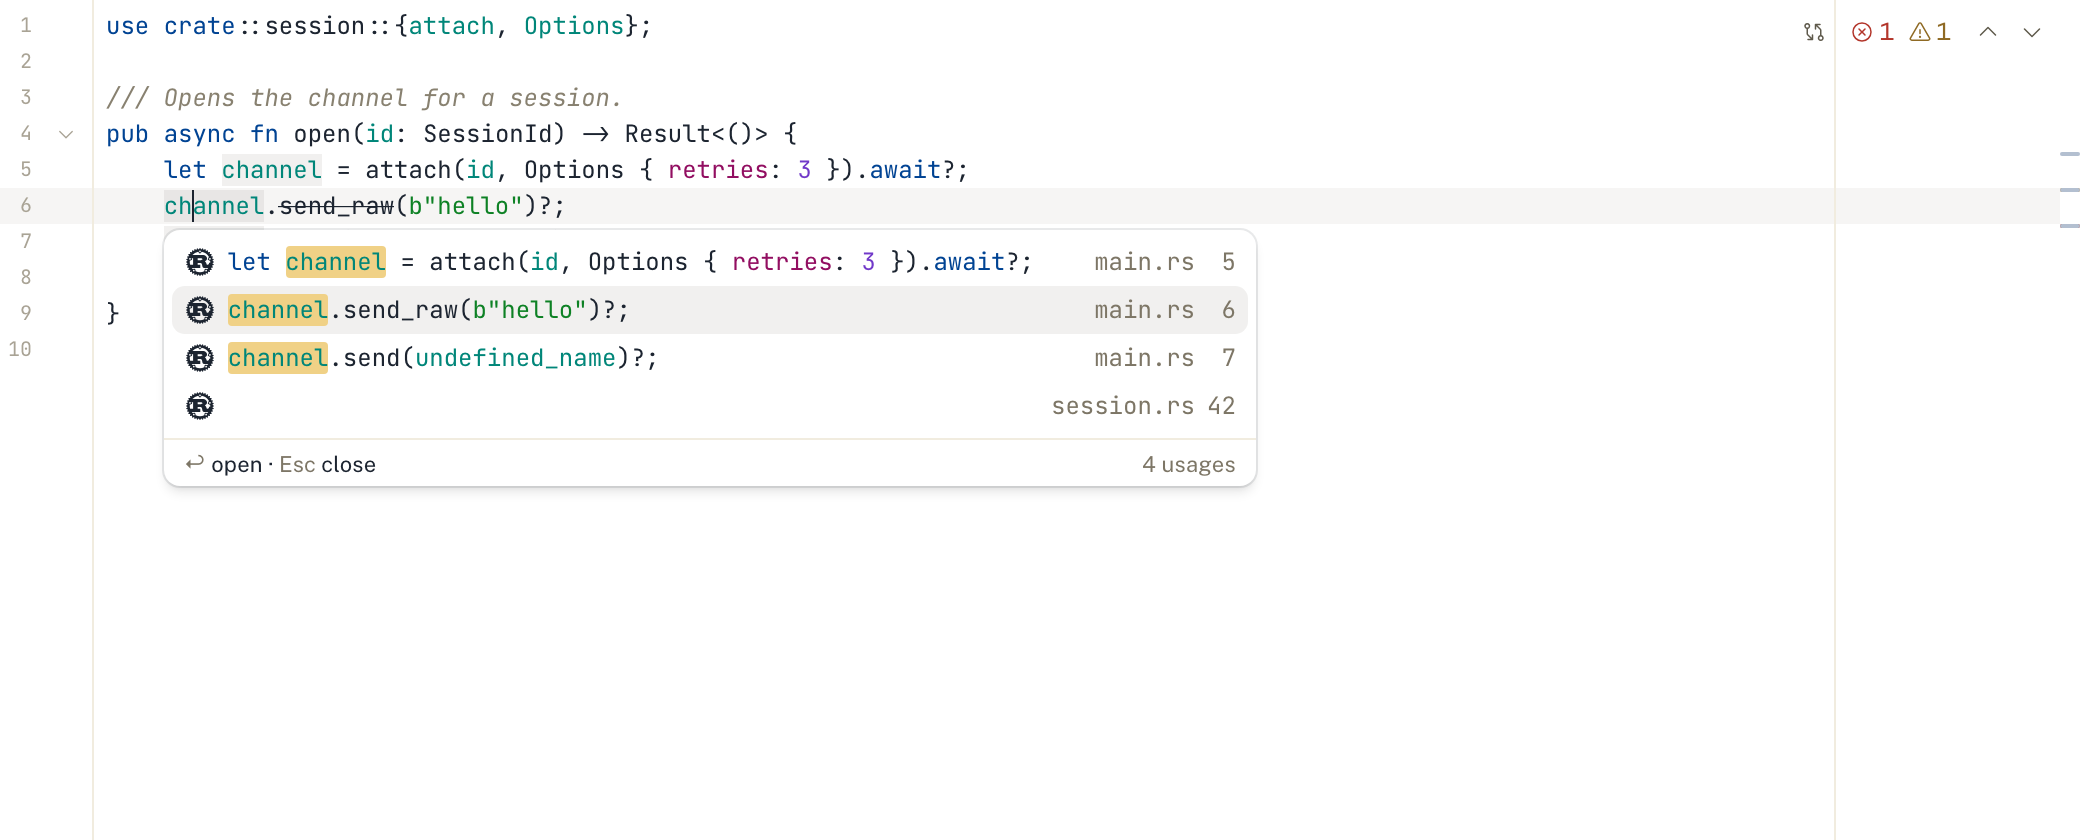 1 use crate::session::{attach, Options};
2
3 /// Opens the channel for a session.
4 pub async fn open(id: SessionId) -> Result<()> {
5 let channel = attach(id, Options { retries: 3 }).await?;
6 channel.send_raw(b"hello")?;
7
let channel = attach(id, Options { retries: 3 }).await?; main.rs 5
8
channel.send_raw(b"hello")?; main.rs 6
9 }
10
channel.send(undefined_name)?; main.rs 7
session.rs 42
↵ open · Esc close 4 usages
1 1